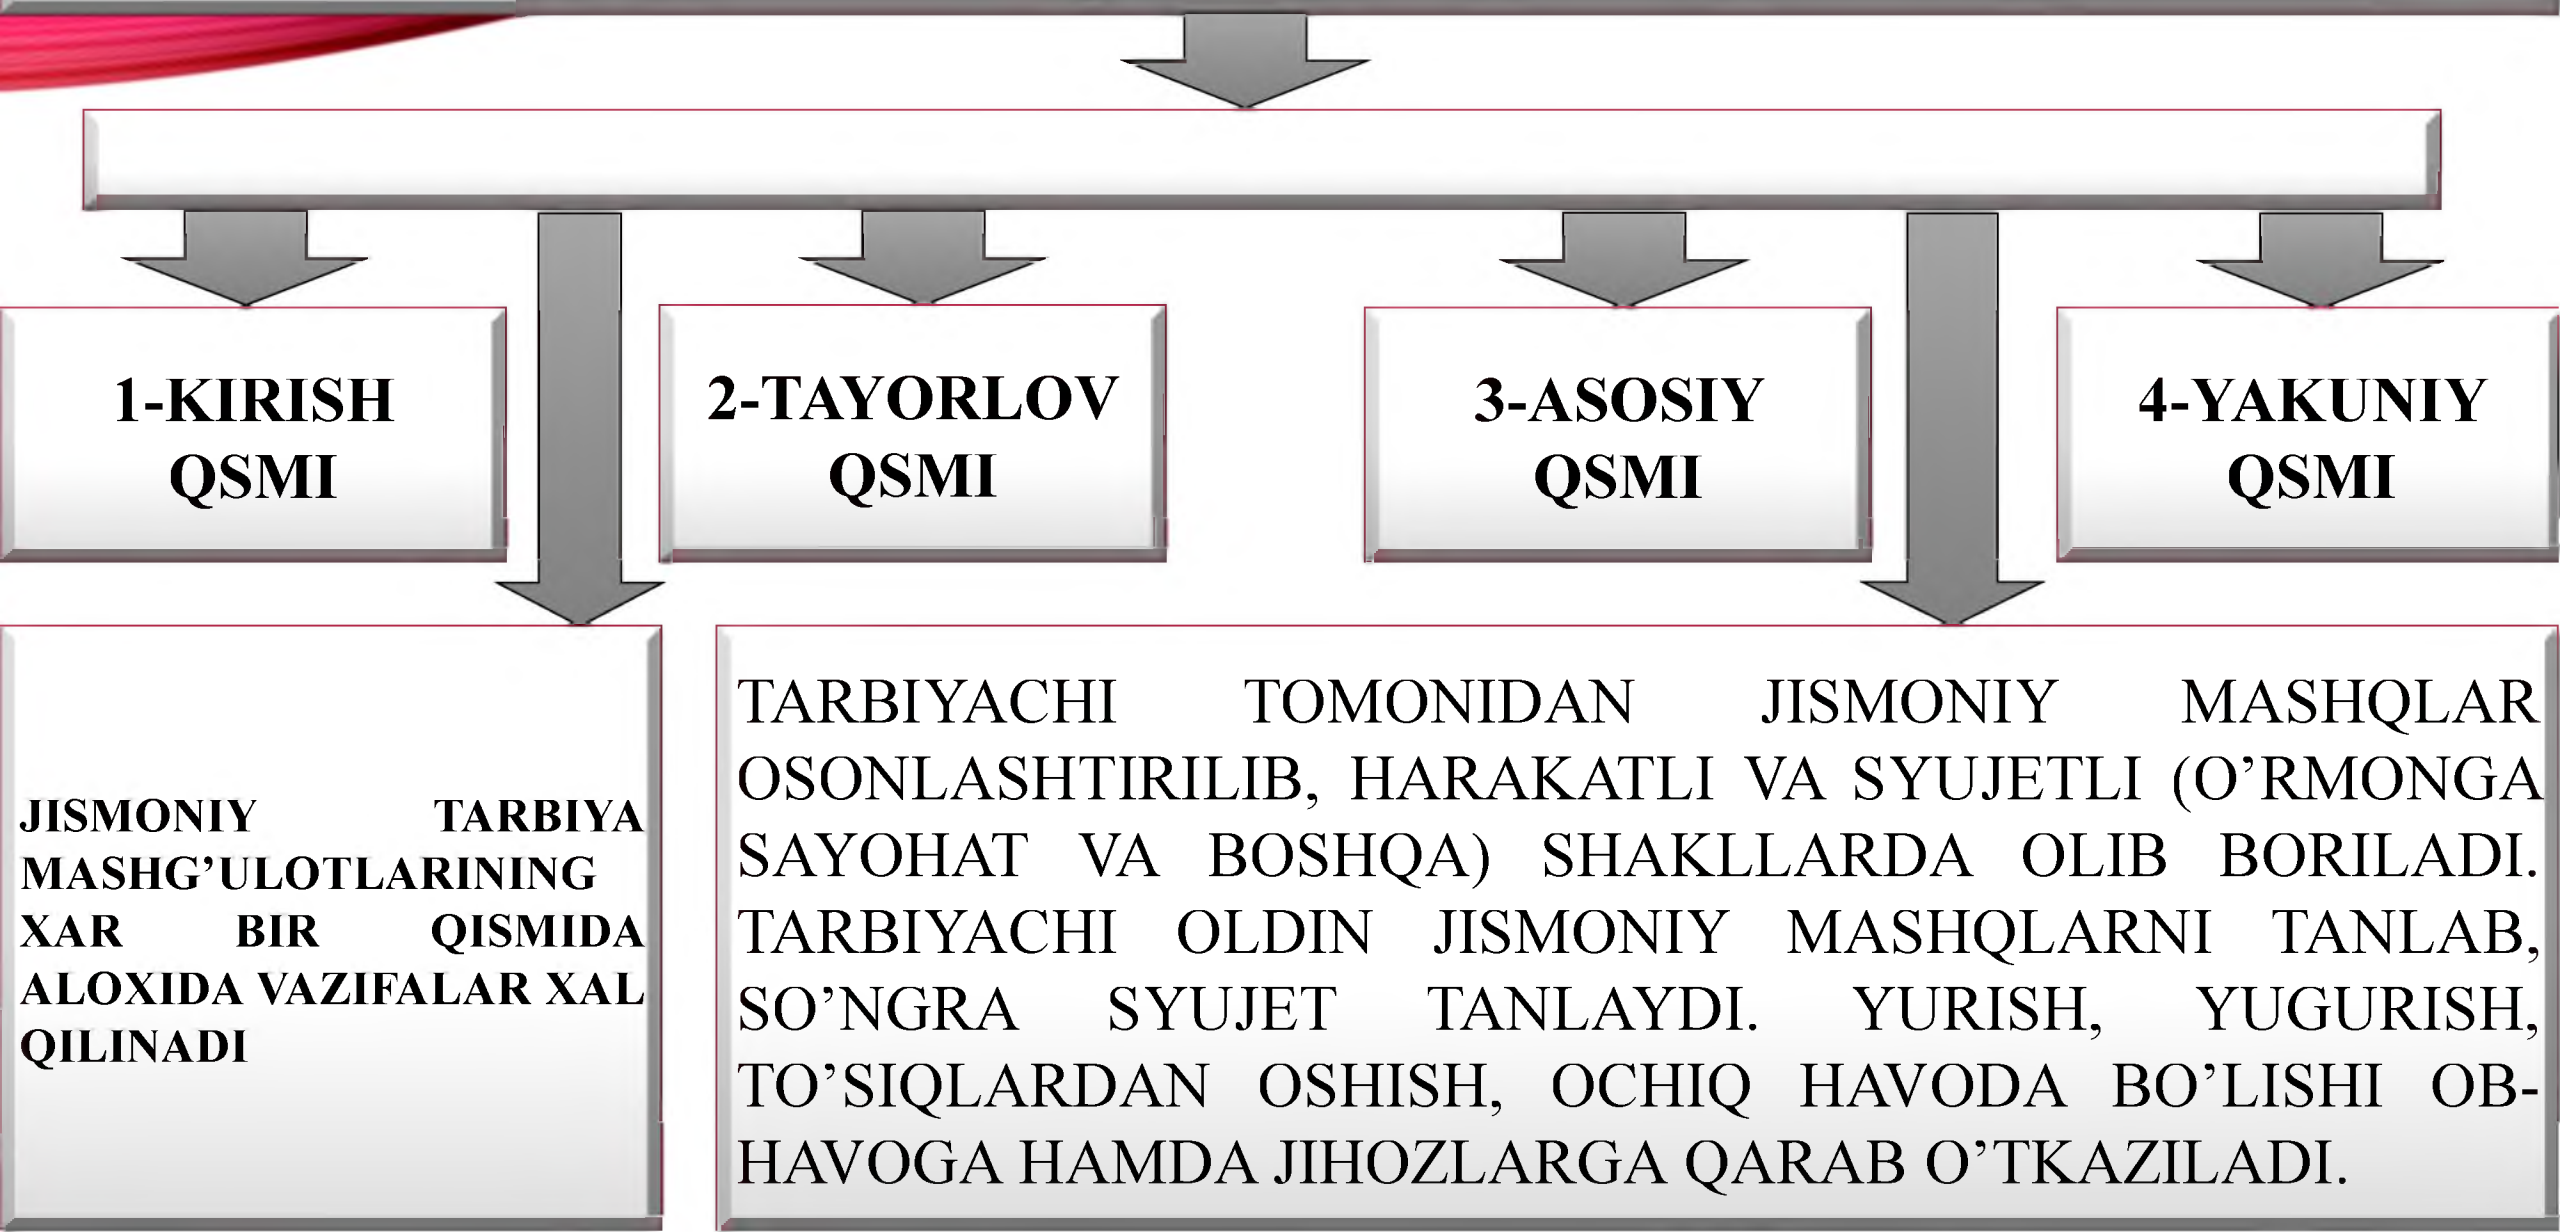 1-KIRISH
QSMI
2-TAYORLOV
QSMI
3-ASOSIY
QSMI
4-YAKUNIY
QSMI
JISMONIY TARBIYA
MASHG’ULOTLARINING
XAR BIR QISMIDA
ALOXIDA VAZIFALAR XAL
QILINADI
TARBIYACHI TOMONIDAN JISMONIY MASHQLAR
OSONLASHTIRILIB, HARAKATLI VA SYUJETLI (O’RMONGA
SAYOHAT VA BOSHQA) SHAKLLARDA OLIB BORILADI.
TARBIYACHI OLDIN JISMONIY MASHQLARNI TANLAB,
SO’NGRA SYUJET TANLAYDI. YURISH, YUGURISH,
TO’SIQLARDAN OSHISH, OCHIQ HAVODA BO’LISHI OB-
HAVOGA HAMDA JIHOZLARGA QARAB O’TKAZILADI.